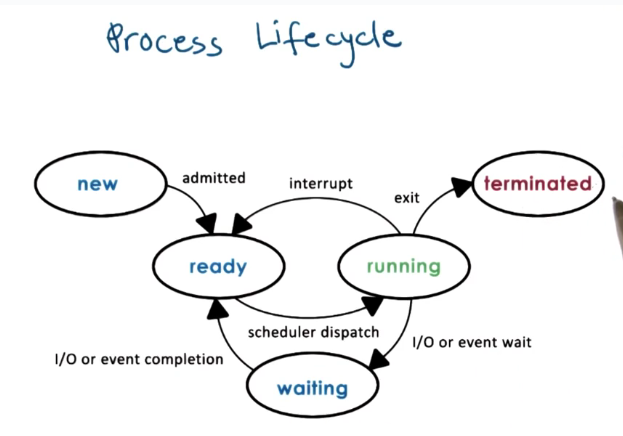 Process Lifecycle
new
admitted
interrupt
exit
terminated
ready
running
scheduler dispatch
I/O or event wait
I/O or event completion
waiting